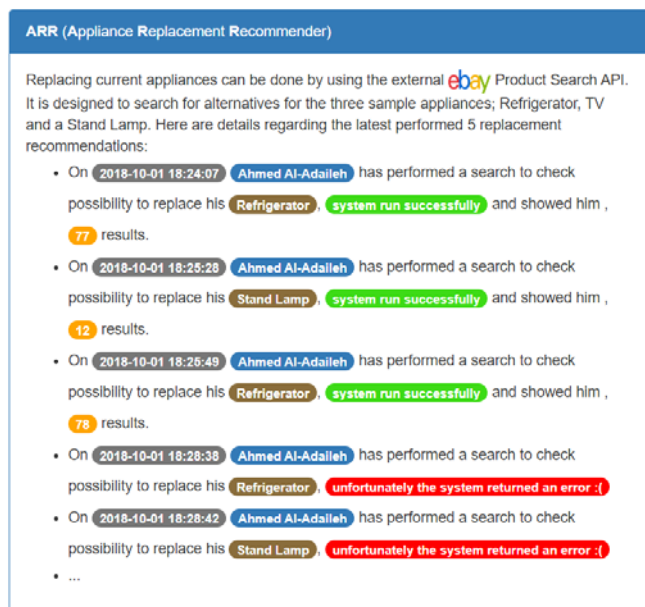 ARR (Appliance Replacement Recommender)
Replacing current appliances can be done by using the external ebay Product Search API.
It is designed to search for alternatives for the three sample appliances; Refrigerator, TV
and a Stand Lamp. Here are details regarding the latest performed 5 replacement
recommendations:
• On 2018-10-01 18:24:07 Ahmed Al-Adaileh has performed a search to check
possibility to replace his Refrigerator, system run successfully and showed him ,
77 results.
• On 2018-10-01 18:25:28 Ahmed Al-Adaileh has performed a search to check
possibility to replace his Stand Lamp, system run successfully and showed him ,
12 results.
• On 2018-10-01 18:25:49 Ahmed Al-Adaileh has performed a search to check
possibility to replace his Refrigerator, system run successfully and showed him ,
78 results.
• On 2018-10-01 18:28:38 Ahmed Al-Adaileh has performed a search to check
possibility to replace his Refrigerator, unfortunately the system returned an error :(
• On 2018-10-01 18:28:42 Ahmed Al-Adaileh has performed a search to check
possibility to replace his Stand Lamp, unfortunately the system returned an error :(
• ...